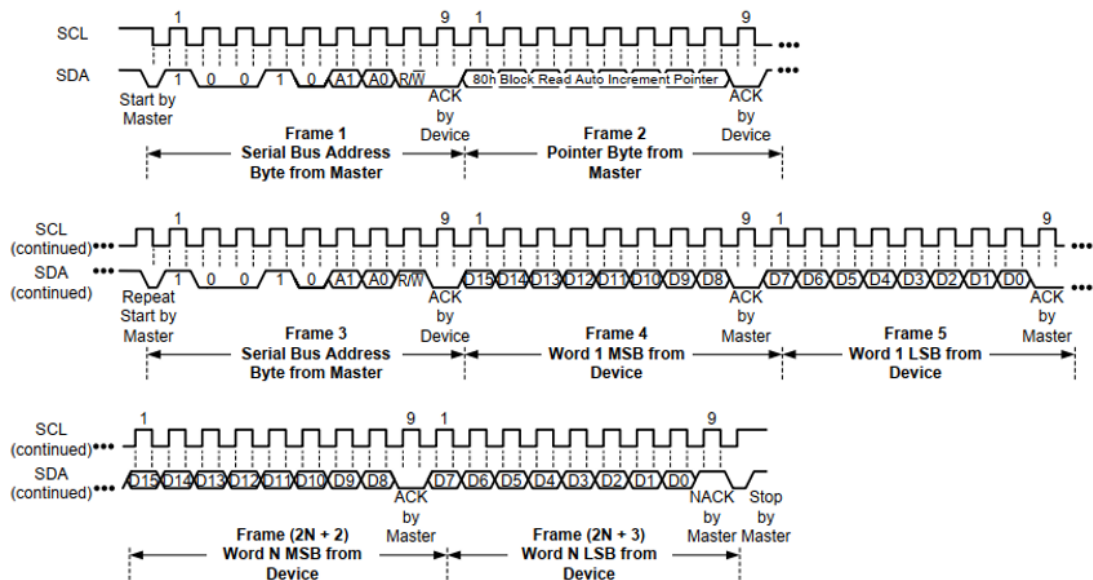 1 9 1 9
SCL
SDA 1 0 0 1 0 A1 A0 R/W̅ 80h Block Read Auto Increment Pointer •••
Start by Master
ACK by Device
ACK by Device
Frame 1
Serial Bus Address
Byte from Master
Frame 2
Pointer Byte from
Master
1 9 1 9 1 9
SCL
(continued) ••• •••
SDA ••• 1 0 0 1 0 A1 A0 R/W̅ D15 D14 D13 D12 D11 D10 D9 D8 D7 D6 D5 D4 D3 D2 D1 D0 •••
(continued)
Repeat
Start by
Master
ACK
by
Device
ACK
by
Master
ACK
by
Master
Frame 3
Serial Bus Address
Byte from Master
Frame 4
Word 1 MSB from
Device
Frame 5
Word 1 LSB from
Device
1 9 1 9
SCL
(continued) •••
SDA
(continued) ••• D15 D14 D13 D12 D11 D10 D9 D8 D7 D6 D5 D4 D3 D2 D1 D0
ACK
by
Master
NACK
by
Master
Stop
by
Master
Frame (2N + 2)
Word N MSB from
Device
Frame (2N + 3)
Word N LSB from
Device